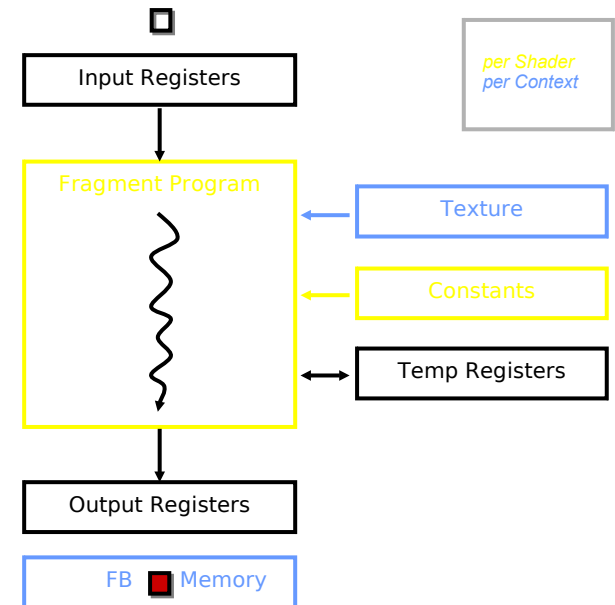 Input Registers
per Shader
per Context
Fragment Program
Texture
Constants
Temp Registers
Output Registers
FB Memory